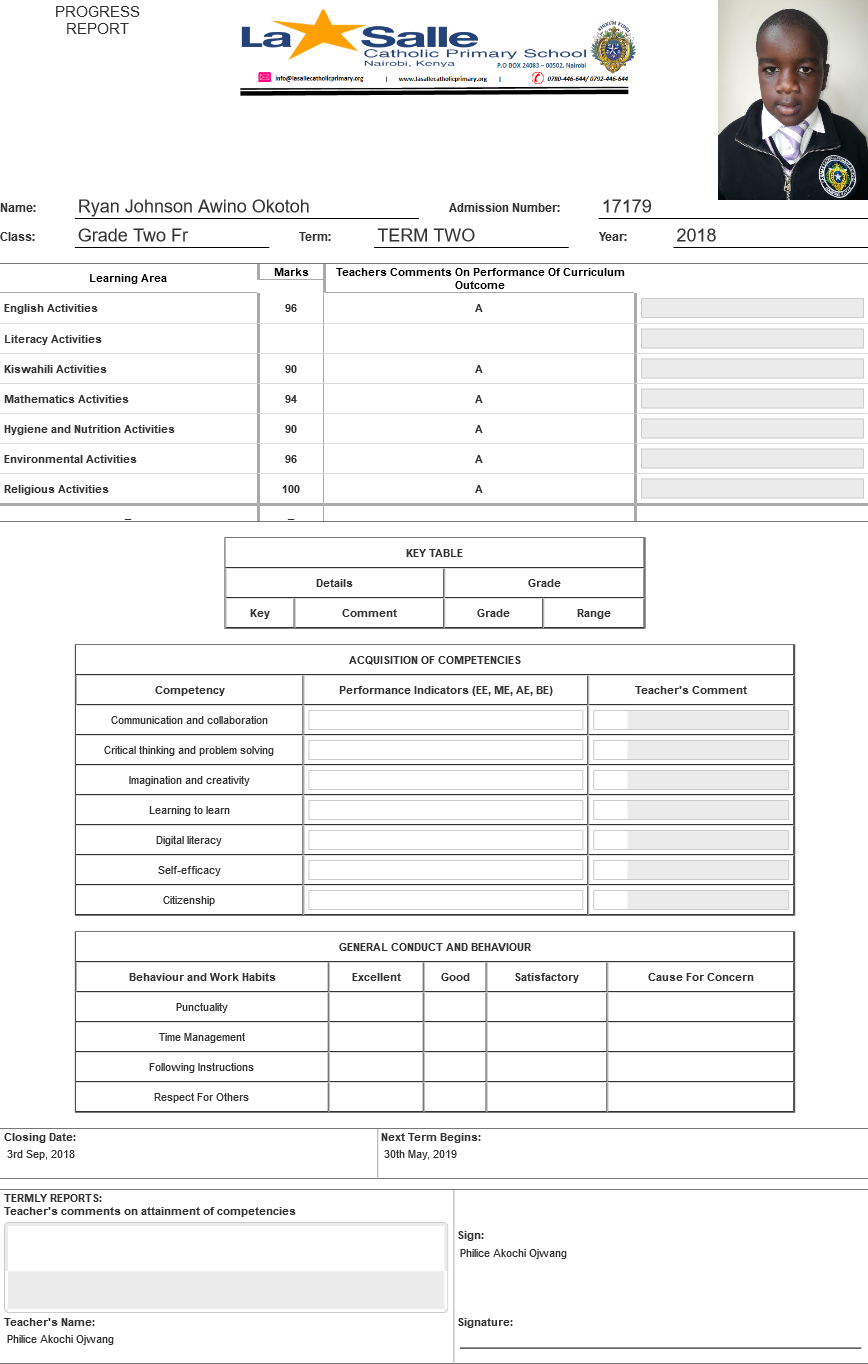 PROGRESS
REPORT
La Salle
Catholic Primary School
Nairobi, Kenya
P.O BOX 24083 – 00502, Nairobi
info@lasallecatholicprimary.org | www.lasallecatholicprimary.org | 0780-446-644/ 0792-446-644
Name: Ryan Johnson Awino Okotoh Admission Number: 17179
Class: Grade Two Fr Term: TERM TWO Year: 2018
Learning Area Marks Teachers Comments On Performance Of Curriculum
Outcome
English Activities 96 A
Literacy Activities
Kiswahili Activities 90 A
Mathematics Activities 94 A
Hygiene and Nutrition Activities 90 A
Environmental Activities 96 A
Religious Activities 100 A
_ _
KEY TABLE
Details Grade
Key Comment Grade Range
ACQUISITION OF COMPETENCIES
Competency Performance Indicators (EE, ME, AE, BE) Teacher's Comment
Communication and collaboration
Critical thinking and problem solving
Imagination and creativity
Learning to learn
Digital literacy
Self-efficacy
Citizenship
GENERAL CONDUCT AND BEHAVIOUR
Behaviour and Work Habits Excellent Good Satisfactory Cause For Concern
Punctuality
Time Management
Following Instructions
Respect For Others
Closing Date: Next Term Begins:
3rd Sep, 2018 30th May, 2019
TERMLY REPORTS:
Teacher's comments on attainment of competencies
Sign:
Philice Akochi Ojwang
Teacher's Name: Signature:
Philice Akochi Ojwang